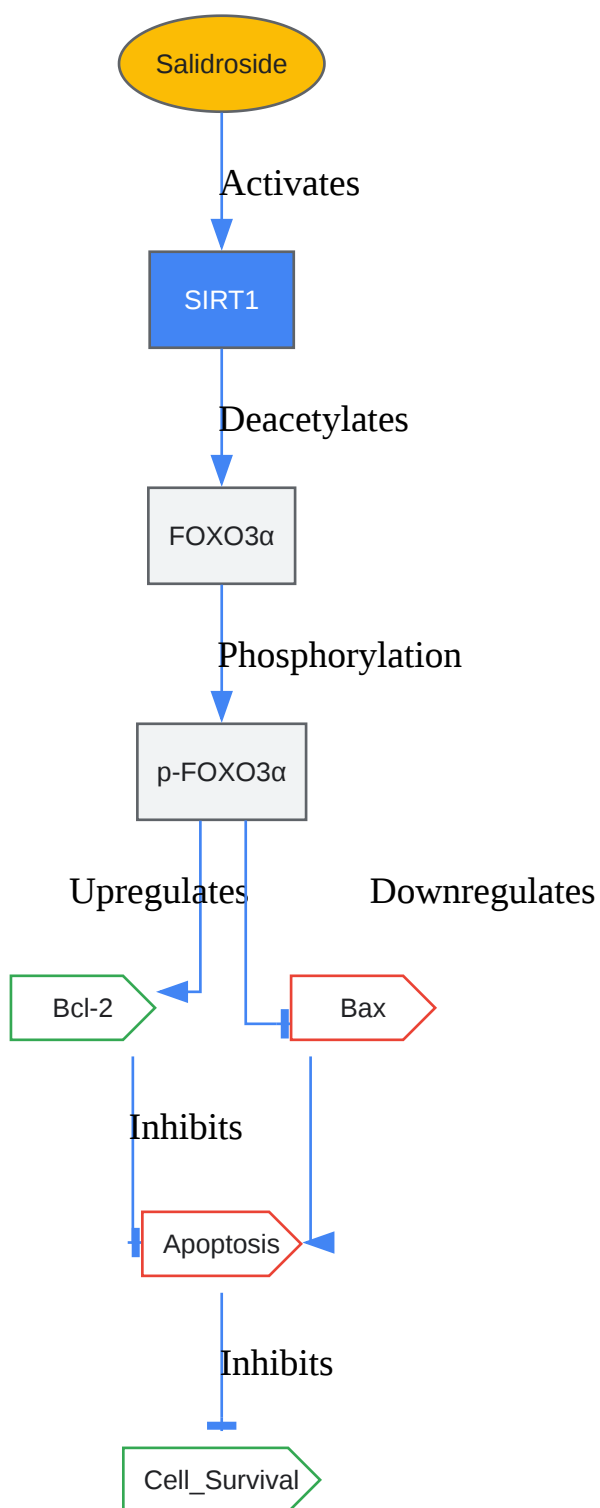 Salidroside
Activates
SIRT1
Deacetylates
FOXO3α
Phosphorylation
p-FOXO3α
Upregulates
Downregulates
Bcl-2
Bax
Inhibits
Apoptosis
Inhibits
Cell_Survival